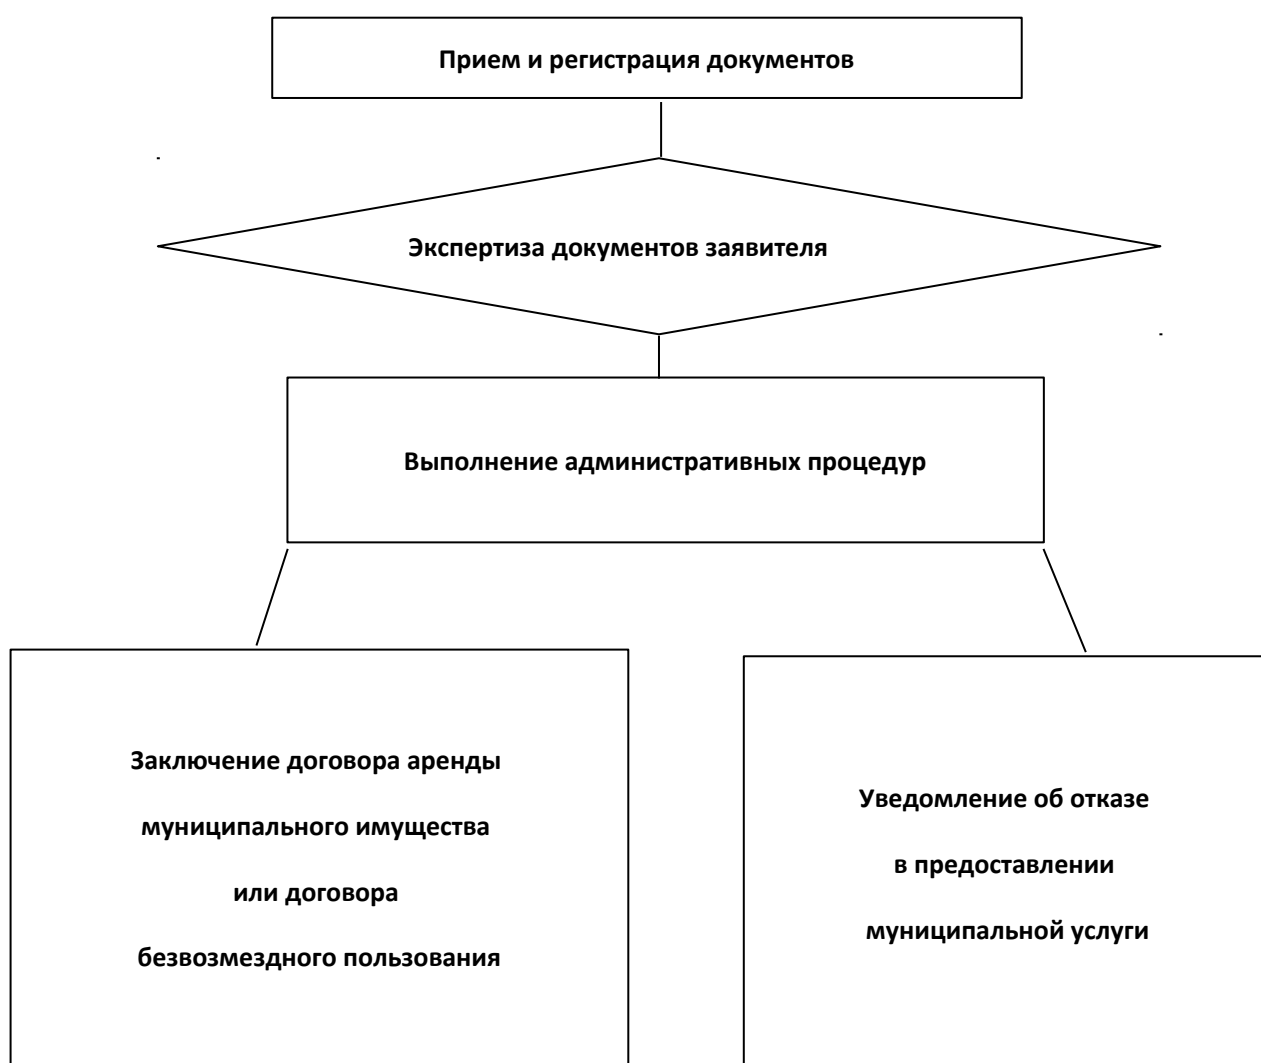 Прием и регистрация документов
Экспертиза документов заявителя
Выполнение административных процедур
Заключение договора аренды
муниципального имущества
или договора
безвозмездного пользования
Уведомление об отказе
в предоставлении
муниципальной услуги